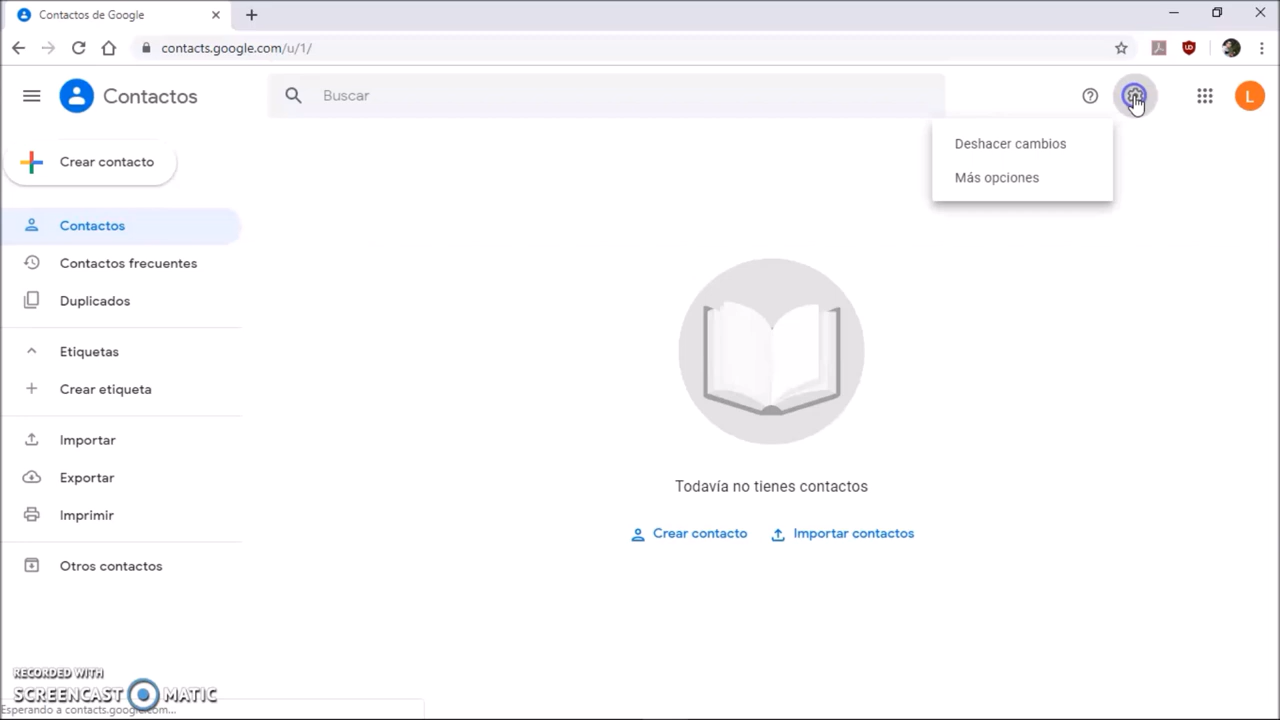 Contactos de Google
contacts.google.com/u/1/
Contactos
Buscar
L
Deshacer cambios
Más opciones
Crear contacto
Contactos
Contactos frecuentes
Duplicados
Etiquetas
Crear etiqueta
Importar
Exportar
Imprimir
Otros contactos
Todavía no tienes contactos
Crear contacto
Importar contactos
RECORDED WITH
SCREENCAST MATIC
Esperando a contacts.google.com...